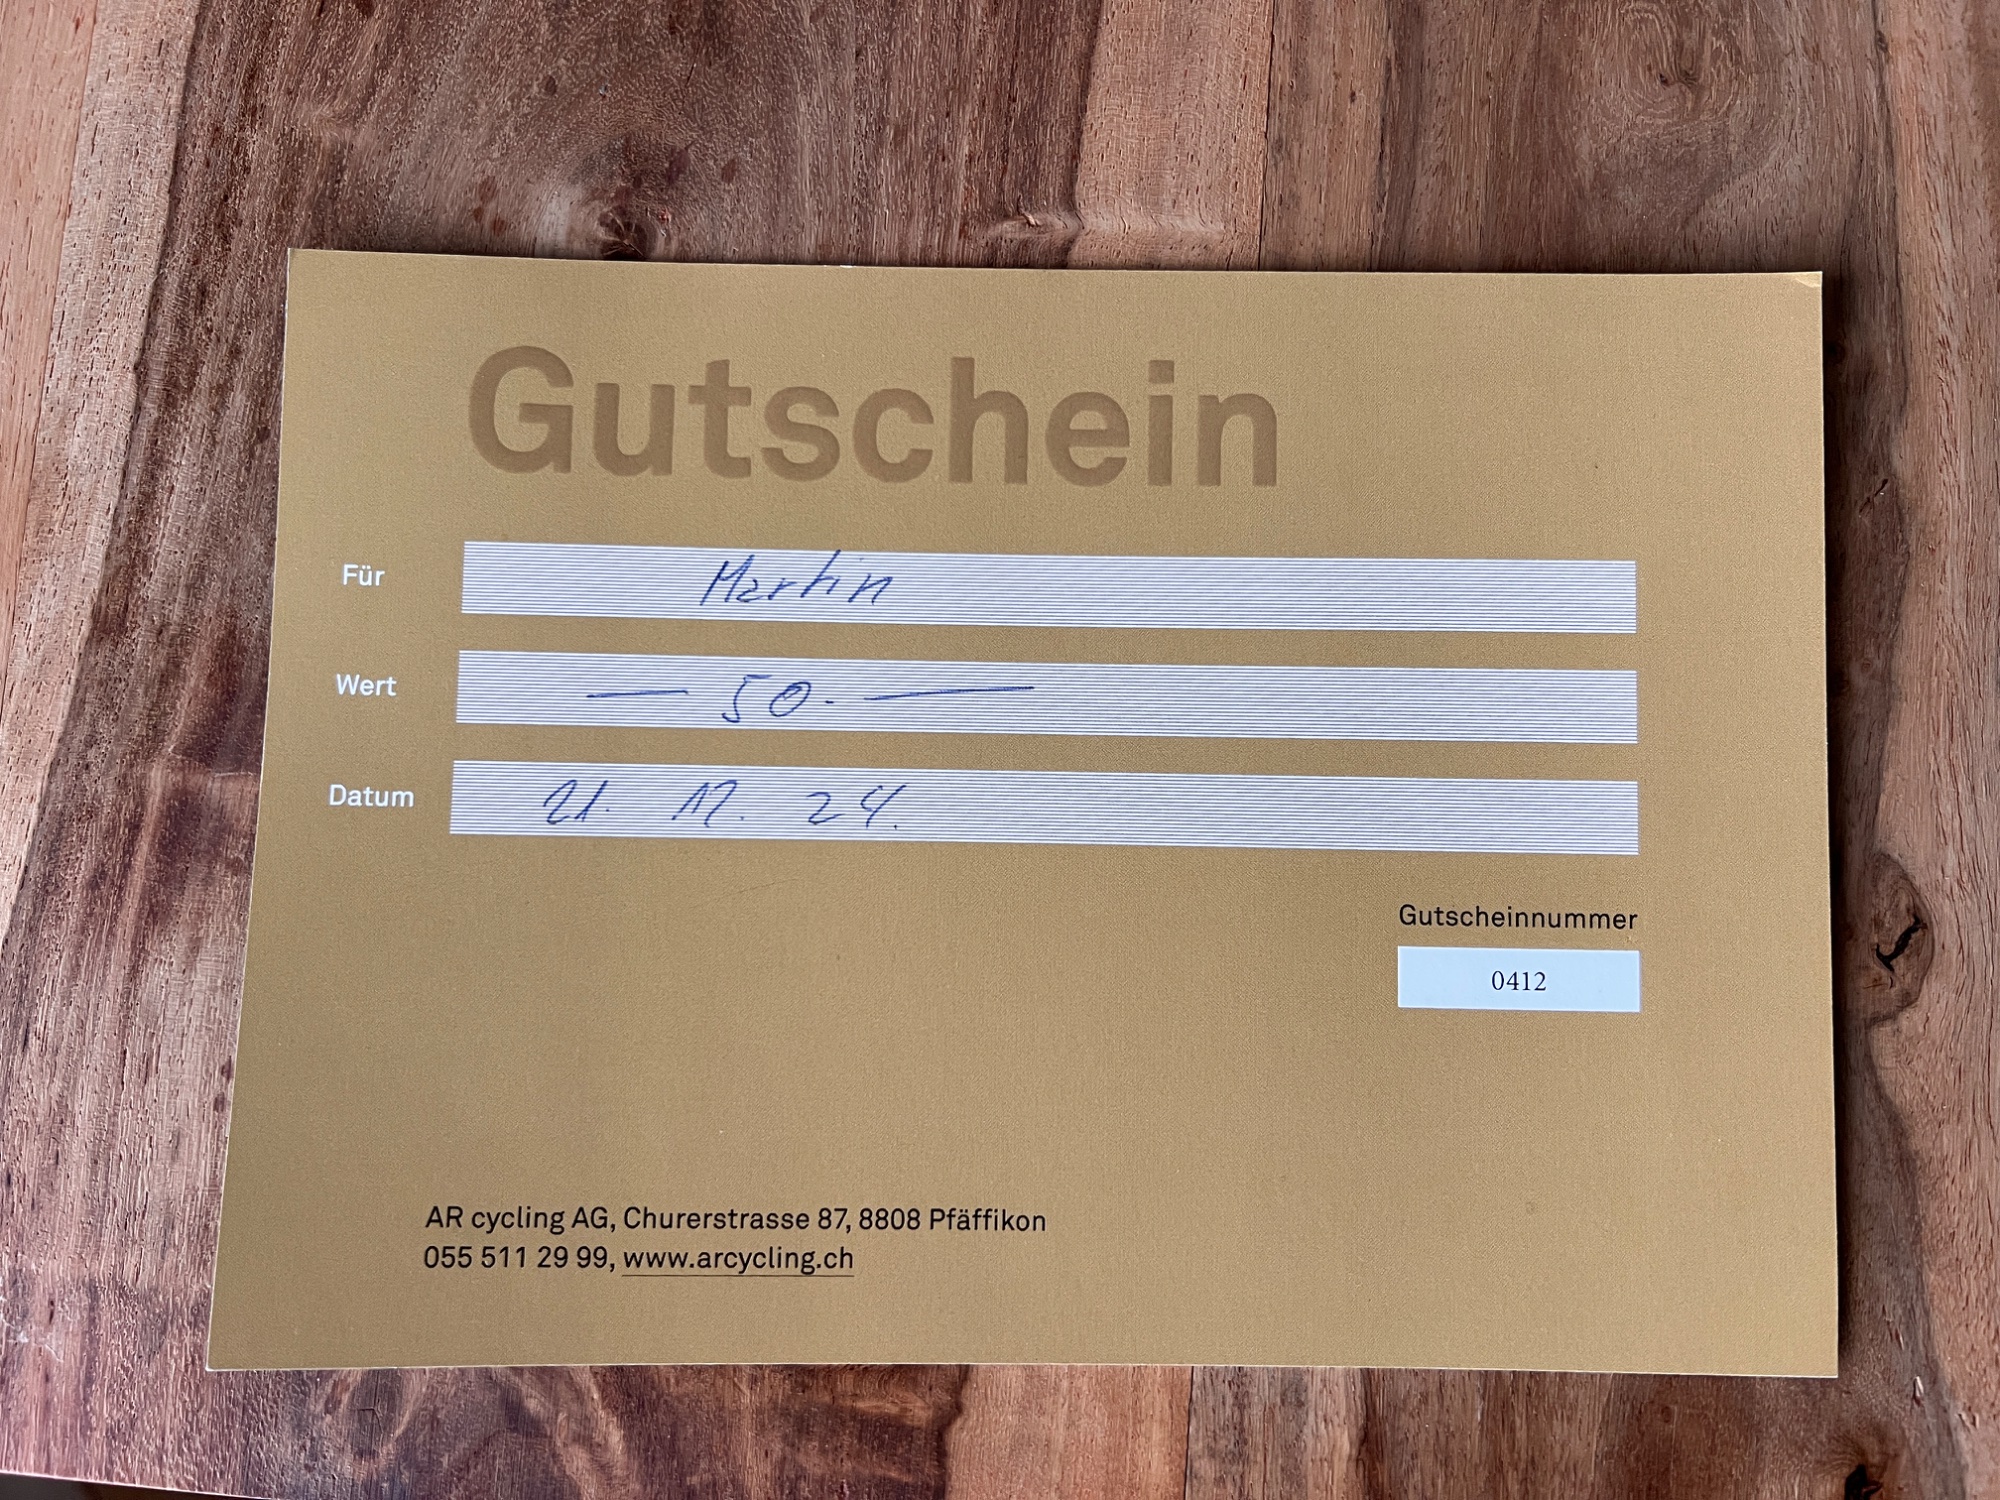 Gutschein
Für Martin
Wert — 50.- —
Datum 21. 12. 24.
Gutscheinnummer
0412
AR cycling AG, Churerstrasse 87, 8808 Pfäffikon
055 511 29 99, www.arcycling.ch